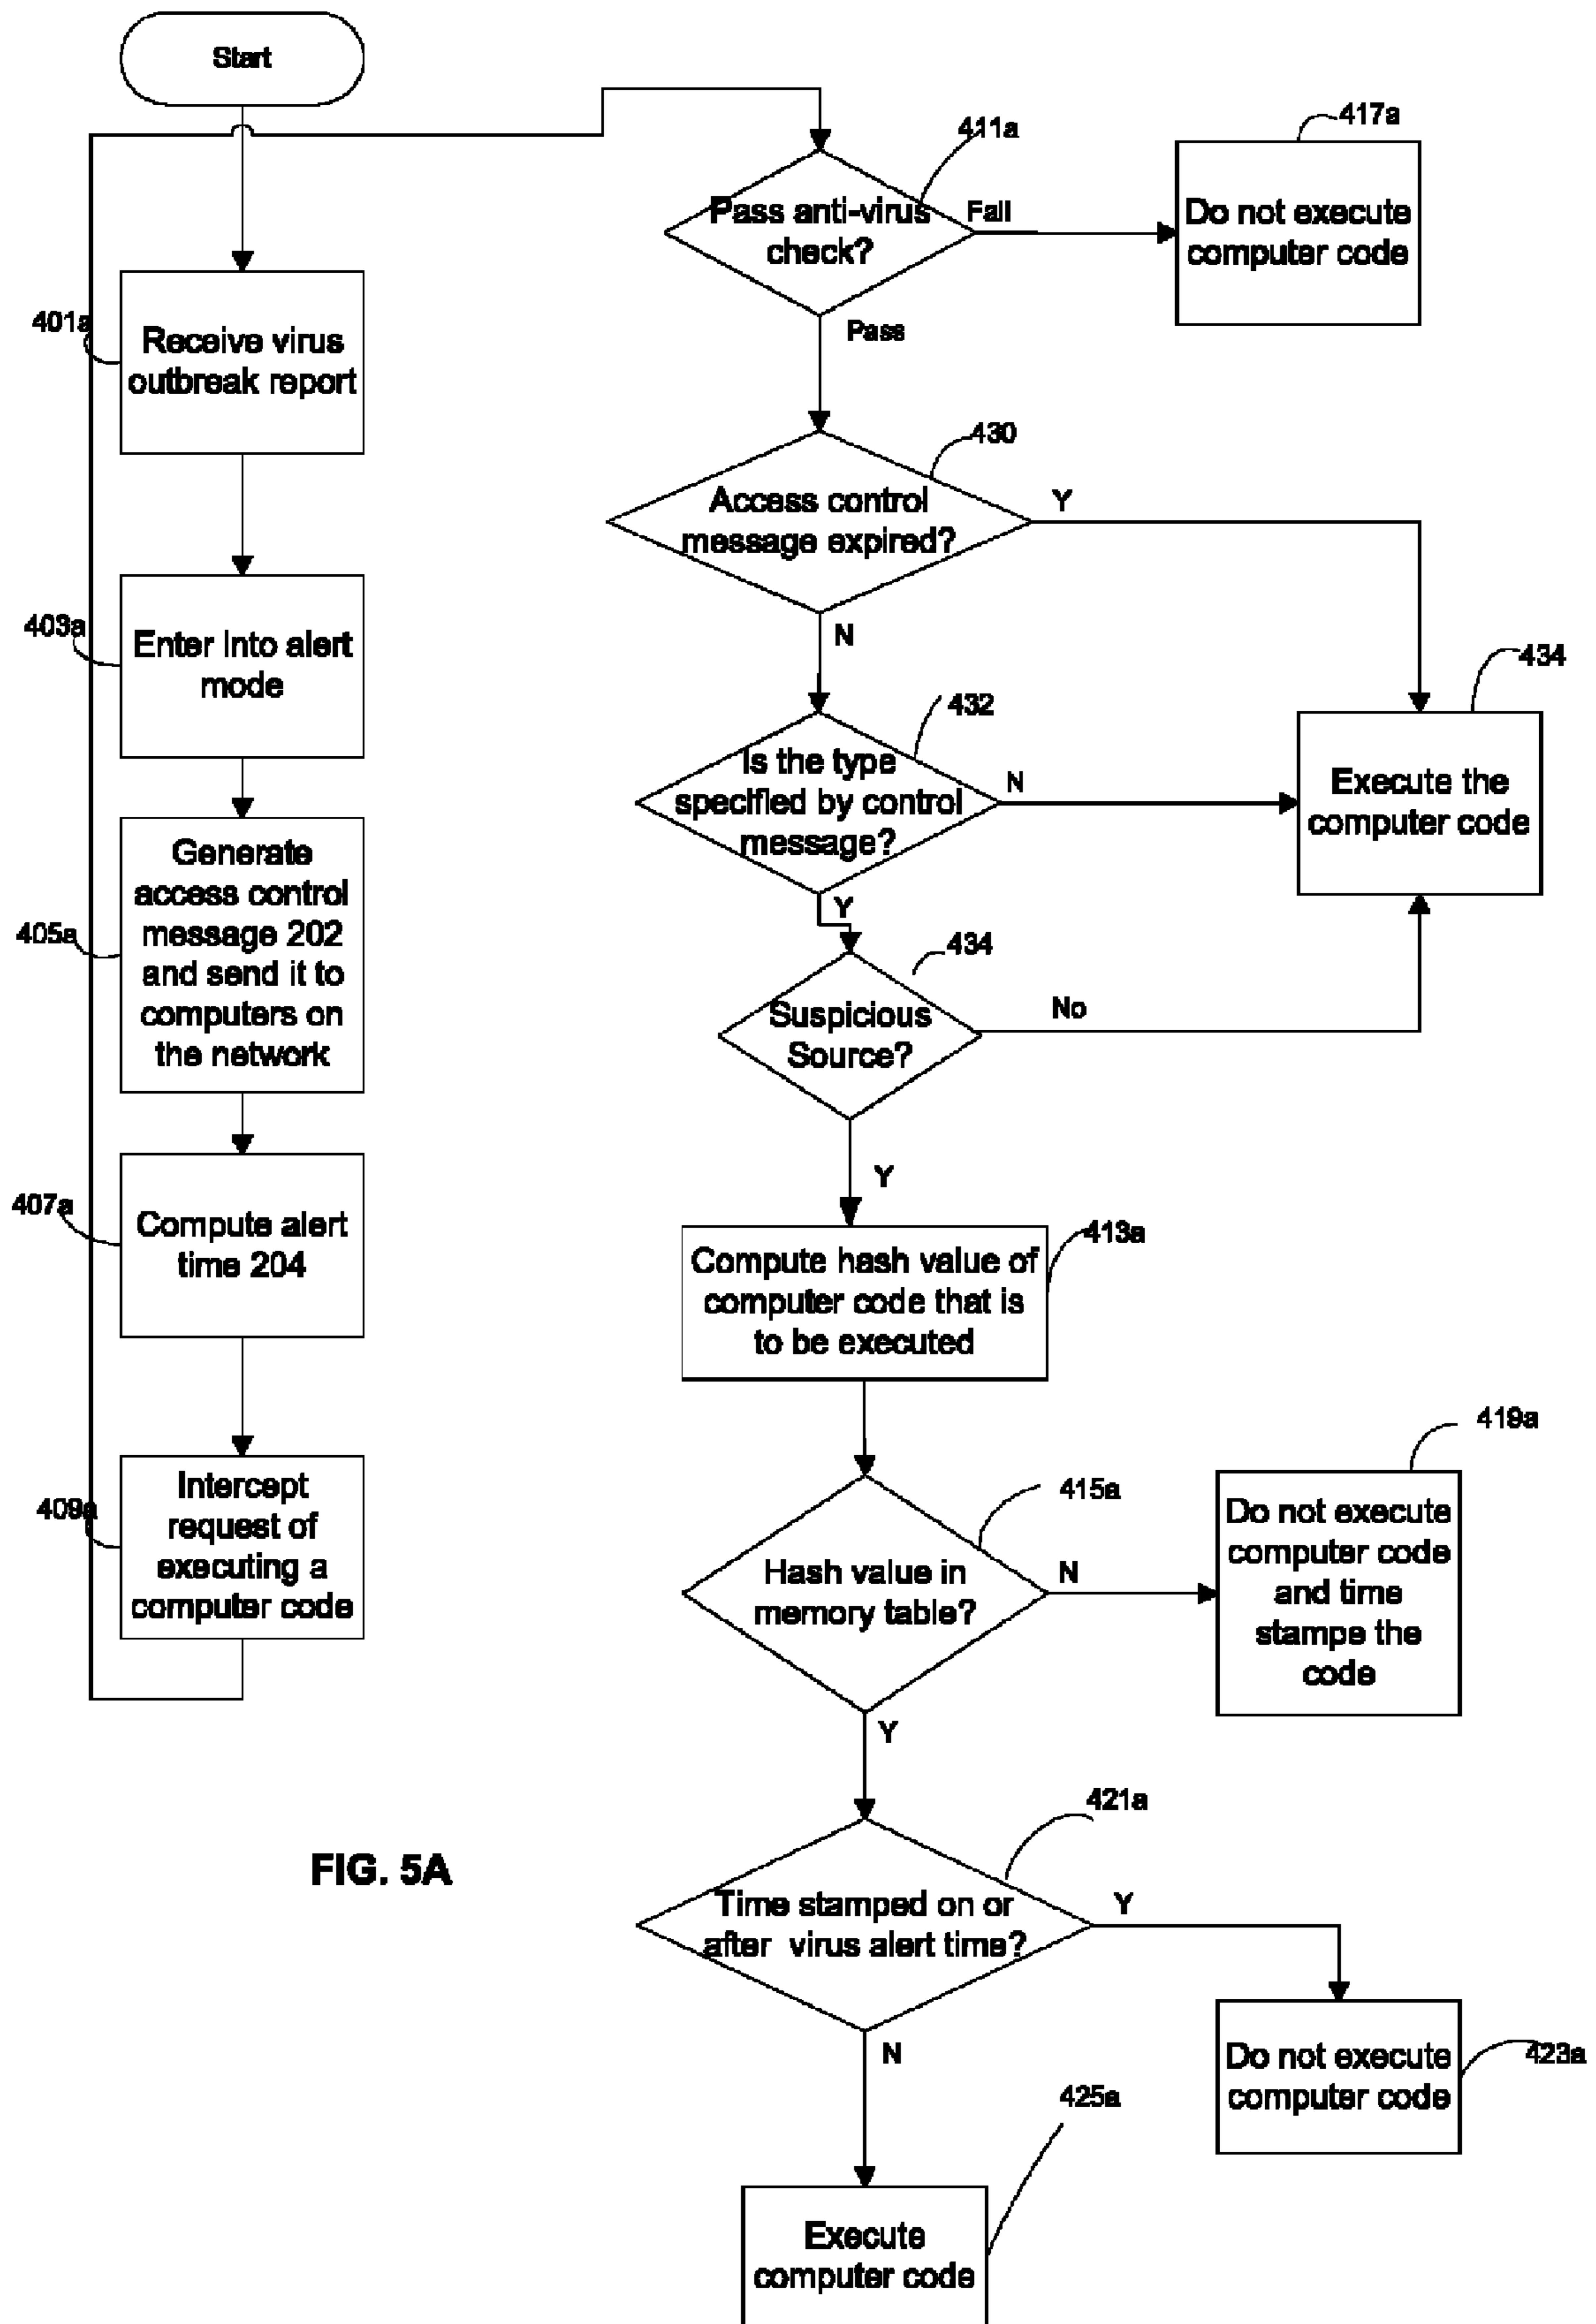 Start
401a
Receive virus
outbreak report
403a
Enter into alert
mode
405a
Generate
access control
message 202
and send it to
computers on
the network
407a
Compute alert
time 204
409a
Intercept
request of
executing a
computer code
411a
Pass anti-virus
check?
Fail
417a
Do not execute
computer code
Pass
430
Access control
message expired?
Y
N
432
Is the type
specified by control
message?
N
434
Execute the
computer code
Y
434
Suspicious
Source?
No
Y
413a
Compute hash value of
computer code that is
to be executed
415a
Hash value in
memory table?
N
419a
Do not execute
computer code
and time
stampe the
code
Y
421a
Time stamped on or
after virus alert time?
Y
423a
Do not execute
computer code
N
425a
Execute
computer code
FIG. 5A